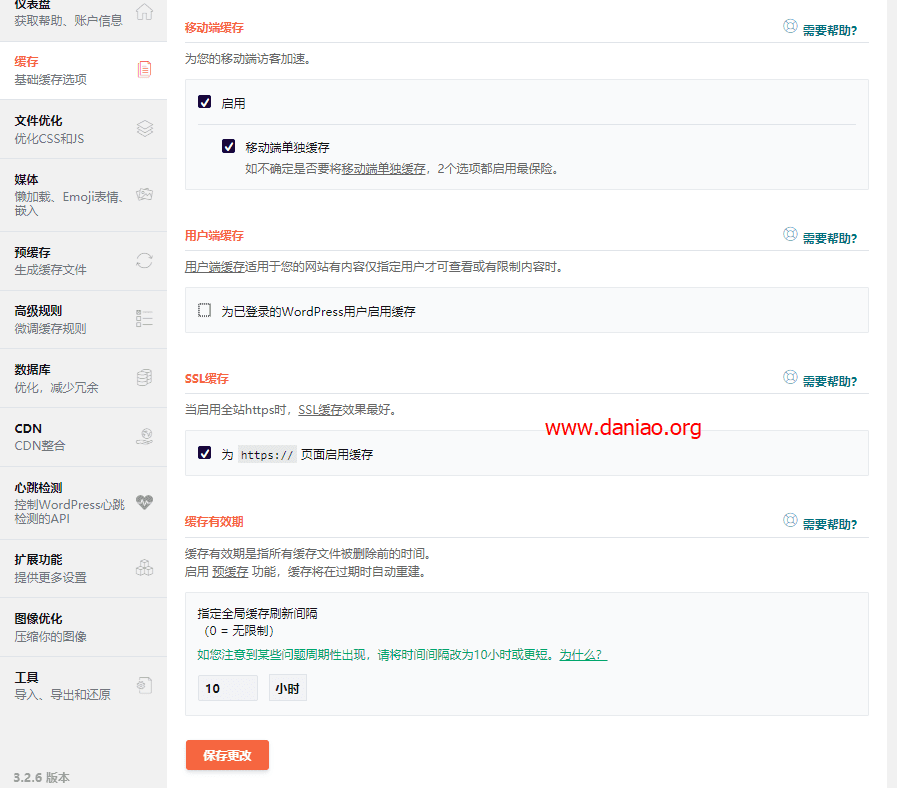 仪表盘
获取帮助、账户信息
缓存
基础缓存选项
文件优化
优化CSS和JS
媒体
懒加载、Emoji表情、
嵌入
预缓存
生成缓存文件
高级规则
微调缓存规则
数据库
优化，减少冗余
CDN
CDN整合
心跳检测
控制WordPress心跳
检测的API
扩展功能
提供更多设置
图像优化
压缩你的图像
工具
导入、导出和还原
3.2.6 版本
移动端缓存
需要帮助?
为您的移动端访客加速。
启用
移动端单独缓存
如不确定是否要将移动端单独缓存，2个选项都启用最保险。
用户端缓存
需要帮助?
用户端缓存适用于您的网站有内容仅指定用户才可查看或有限制内容时。
为已登录的WordPress用户启用缓存
SSL缓存
需要帮助?
当启用全站https时，SSL缓存效果最好。
www.daniao.org
为 https:// 页面启用缓存
缓存有效期
需要帮助?
缓存有效期是指所有缓存文件被删除前的时间。
启用 预缓存 功能，缓存将在过期时自动重建。
指定全局缓存刷新间隔
（0 = 无限制）
如您注意到某些问题周期性出现，请将时间间隔改为10小时或更短。为什么？
10 小时
保存更改